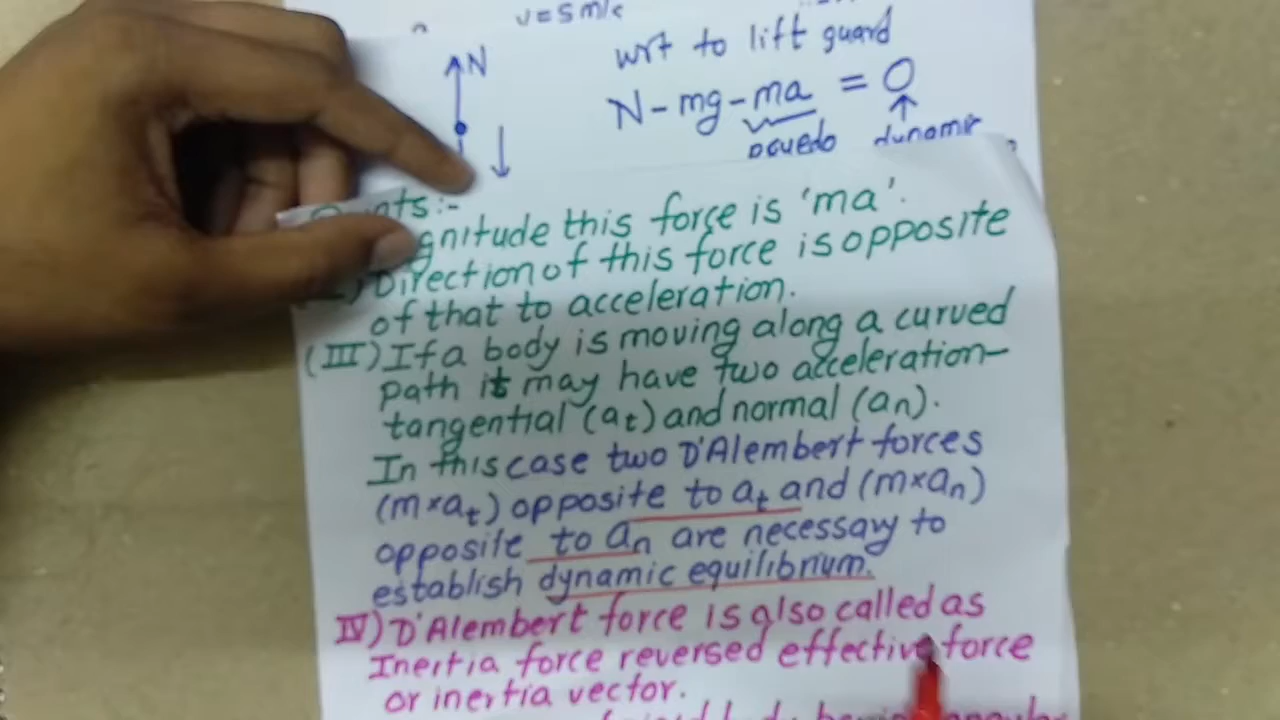 v=5m/s
N
wrt to lift guard
N-mg-ma = 0
dynamic
nts:-
gnitude this force is 'ma'.
Direction of this force is opposite
of that to acceleration.
(III) If a body is moving along a curved
path it may have two acceleration-
tangential (at) and normal (an).
In this case two D'Alembert forces
(m×at) opposite to at and (m×an)
opposite to an are necessary to
establish dynamic equilibrium.
IV) D'Alembert force is also called as
Inertia force reversed effective force
or inertia vector.